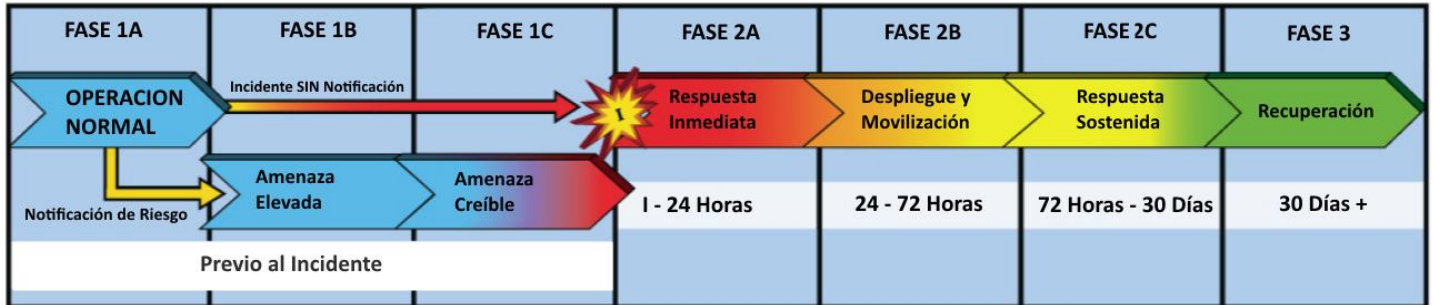 FASE 1A
FASE 1B
FASE 1C
FASE 2A
FASE 2B
FASE 2C
FASE 3
OPERACION
NORMAL
Incidente SIN Notificación
I
Respuesta
Inmediata
Despliegue y
Movilización
Respuesta
Sostenida
Recuperación
Notificación de Riesgo
Amenaza
Elevada
Amenaza
Creíble
I - 24 Horas
24 - 72 Horas
72 Horas - 30 Días
30 Días +
Previo al Incidente